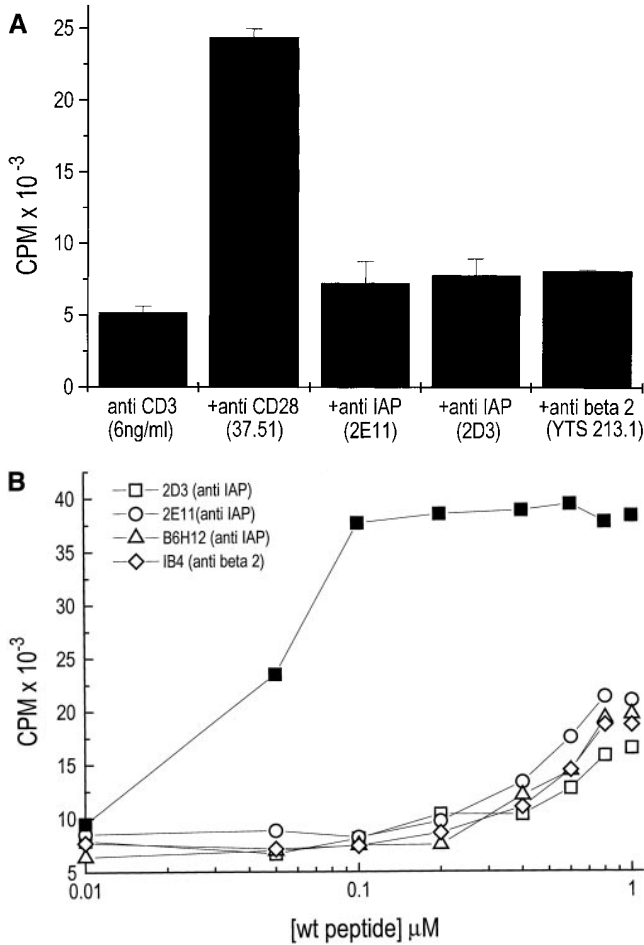 A
25
20
15
10
5
0
CPM x 10⁻³
anti CD3
(6ng/ml)
+anti CD28
(37.51)
+anti IAP
(2E11)
+anti IAP
(2D3)
+anti beta 2
(YTS 213.1)
B
40
35
30
25
20
15
10
5
CPM x 10⁻³
2D3 (anti IAP)
2E11(anti IAP)
B6H12 (anti IAP)
IB4 (anti beta 2)
0.01
0.1
1
[wt peptide] μM